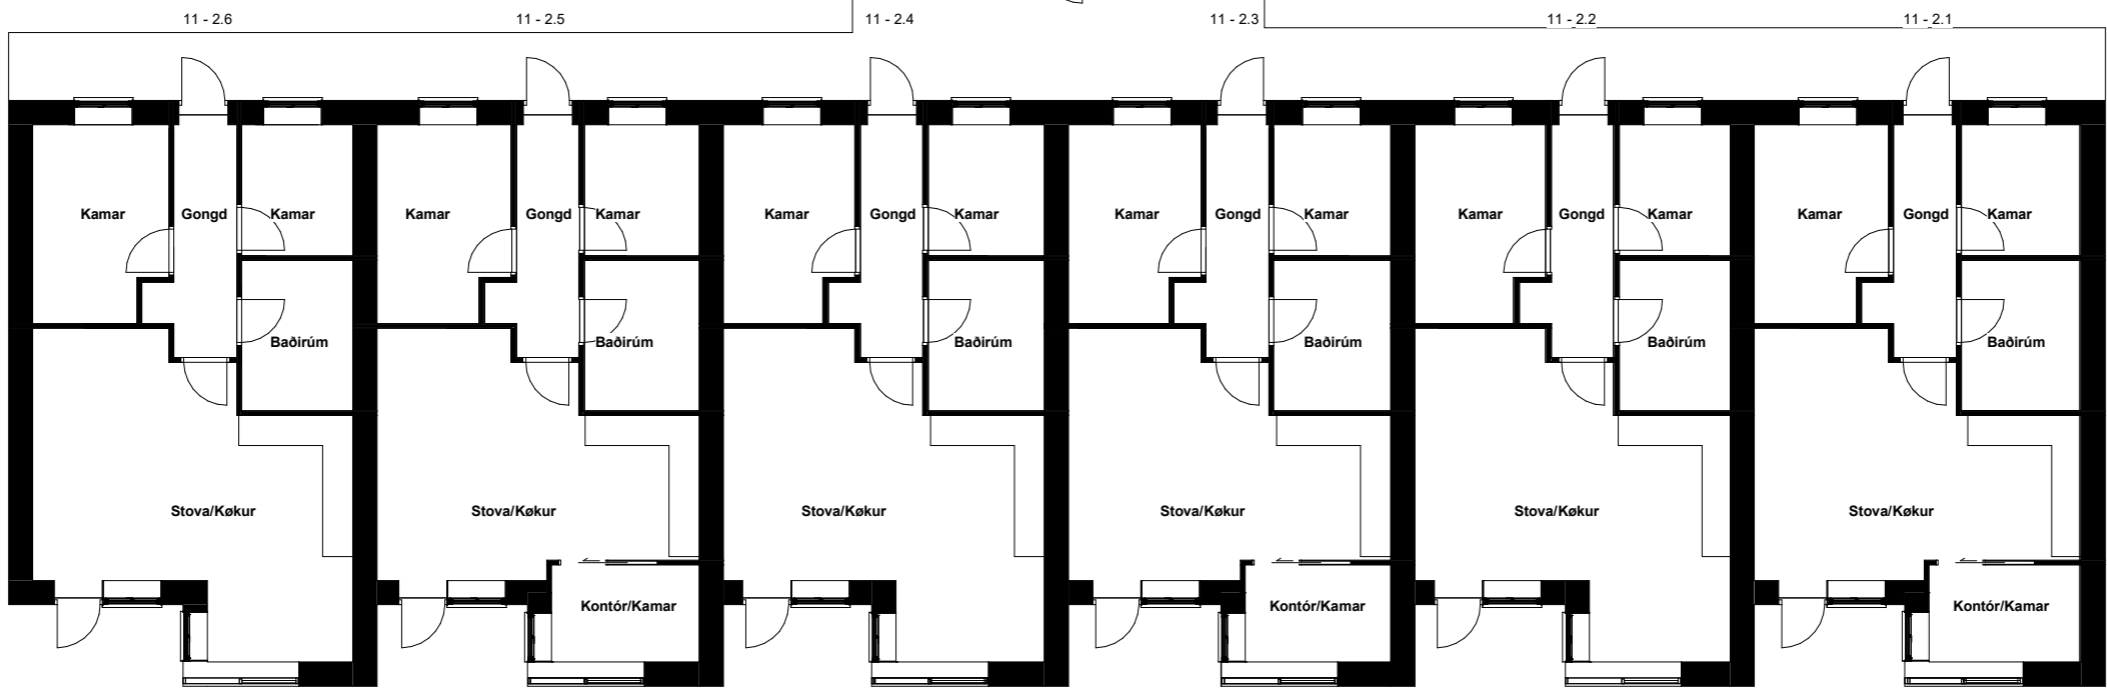 11 - 2.6
11 - 2.5
11 - 2.4
11 - 2.3
11 - 2.2
11 - 2.1
Kamar
Gongd
Kamar
Kamar
Gongd
Kamar
Kamar
Gongd
Kamar
Kamar
Gongd
Kamar
Kamar
Gongd
Kamar
Kamar
Gongd
Kamar
Baðirúm
Baðirúm
Baðirúm
Baðirúm
Baðirúm
Baðirúm
Stova/Køkur
Stova/Køkur
Stova/Køkur
Stova/Køkur
Stova/Køkur
Stova/Køkur
Kontór/Kamar
Kontór/Kamar
Kontór/Kamar